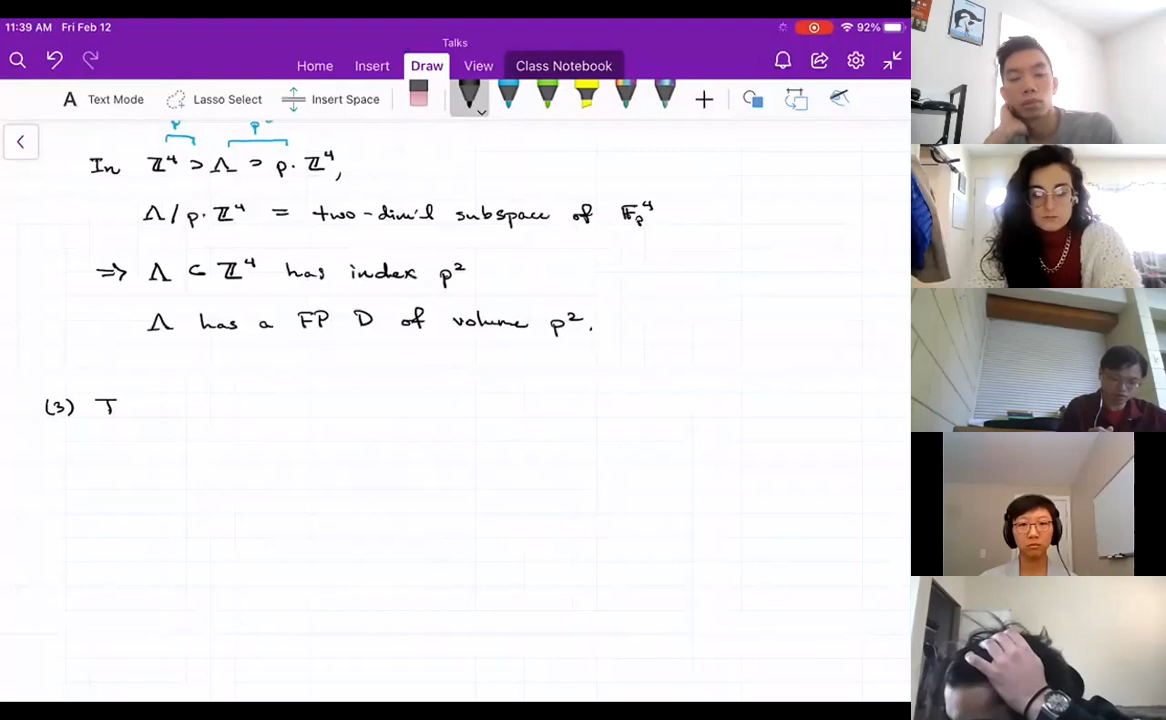 11:39 AM Fri Feb 12
92%
Talks
Home Insert Draw View Class Notebook
Text Mode Lasso Select Insert Space
In ℤ⁴ ⊃ Λ ⊃ p · ℤ⁴,
Λ / p · ℤ⁴ = two-dim'l subspace of 𝔽ₚ⁴
⇒ Λ ⊂ ℤ⁴ has index p²
Λ has a FP D of volume p².
(3) T